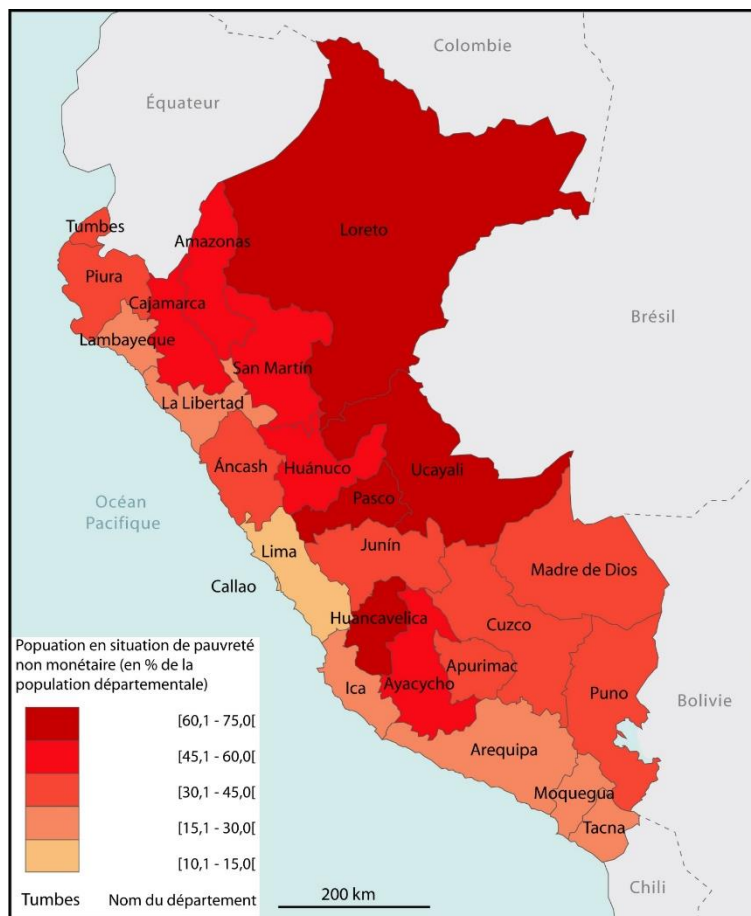 Colombie
Équateur
Tumbes
Amazonas
Loreto
Piura
Cajamarca
Brésil
Lambayeque
San Martín
La Libertad
Áncash
Huánuco
Ucayali
Pasco
Océan
Pacifique
Lima
Junín
Madre de Dios
Callao
Huancavelica
Cuzco
Apurimac
Ica
Ayacycho
Puno
Bolivie
Arequipa
Moquegua
Tacna
Chili
Popuation en situation de pauvreté
non monétaire (en % de la
population départementale)
[60,1 - 75,0[
[45,1 - 60,0[
[30,1 - 45,0[
[15,1 - 30,0[
[10,1 - 15,0[
Tumbes Nom du département
200 km